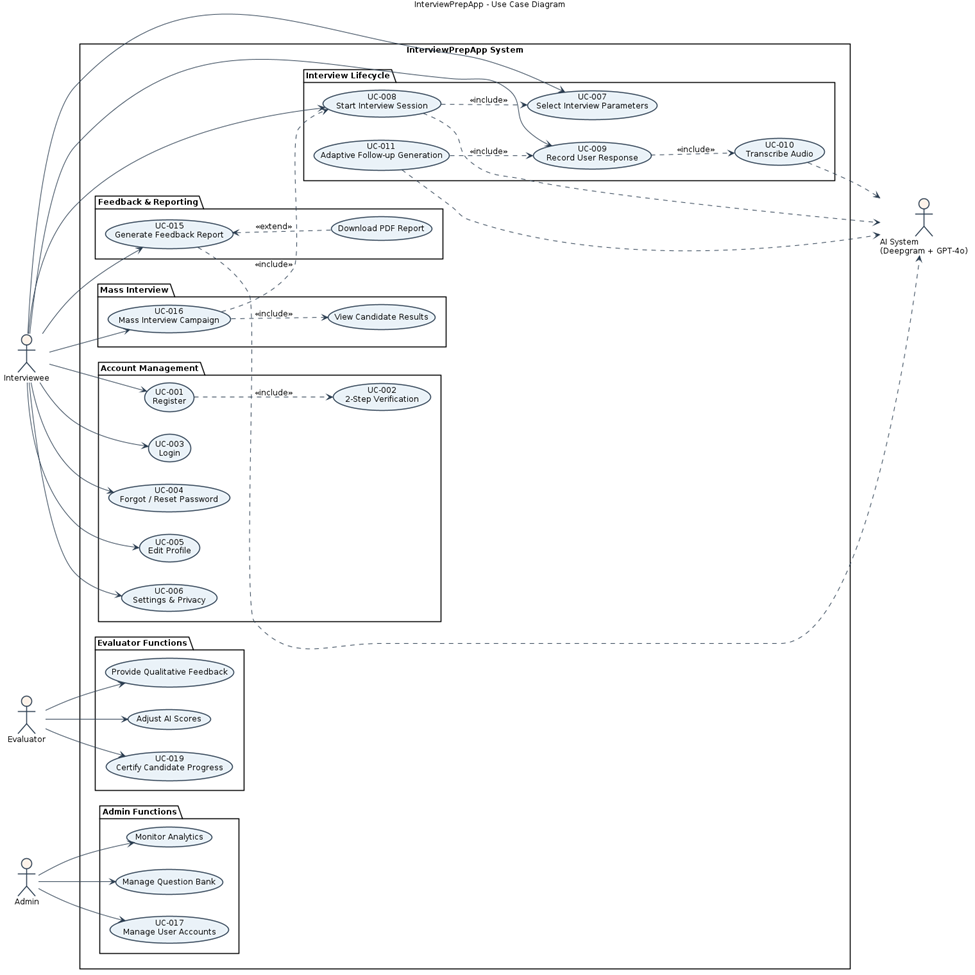 InterviewPrepApp - Use Case Diagram
InterviewPrepApp System
Interview Lifecycle
UC-008
Start Interview Session
«include»
UC-007
Select Interview Parameters
UC-011
Adaptive Follow-up Generation
«include»
UC-009
Record User Response
«include»
UC-010
Transcribe Audio
Feedback & Reporting
UC-015
Generate Feedback Report
«extend»
Download PDF Report
«include»
AI System
(Deepgram + GPT-4o)
Mass Interview
UC-016
Mass Interview Campaign
«include»
View Candidate Results
Interviewee
Account Management
UC-001
Register
«include»
UC-002
2-Step Verification
UC-003
Login
UC-004
Forgot / Reset Password
UC-005
Edit Profile
UC-006
Settings & Privacy
Evaluator Functions
Provide Qualitative Feedback
Adjust AI Scores
UC-019
Certify Candidate Progress
Evaluator
Admin Functions
Monitor Analytics
Manage Question Bank
UC-017
Manage User Accounts
Admin